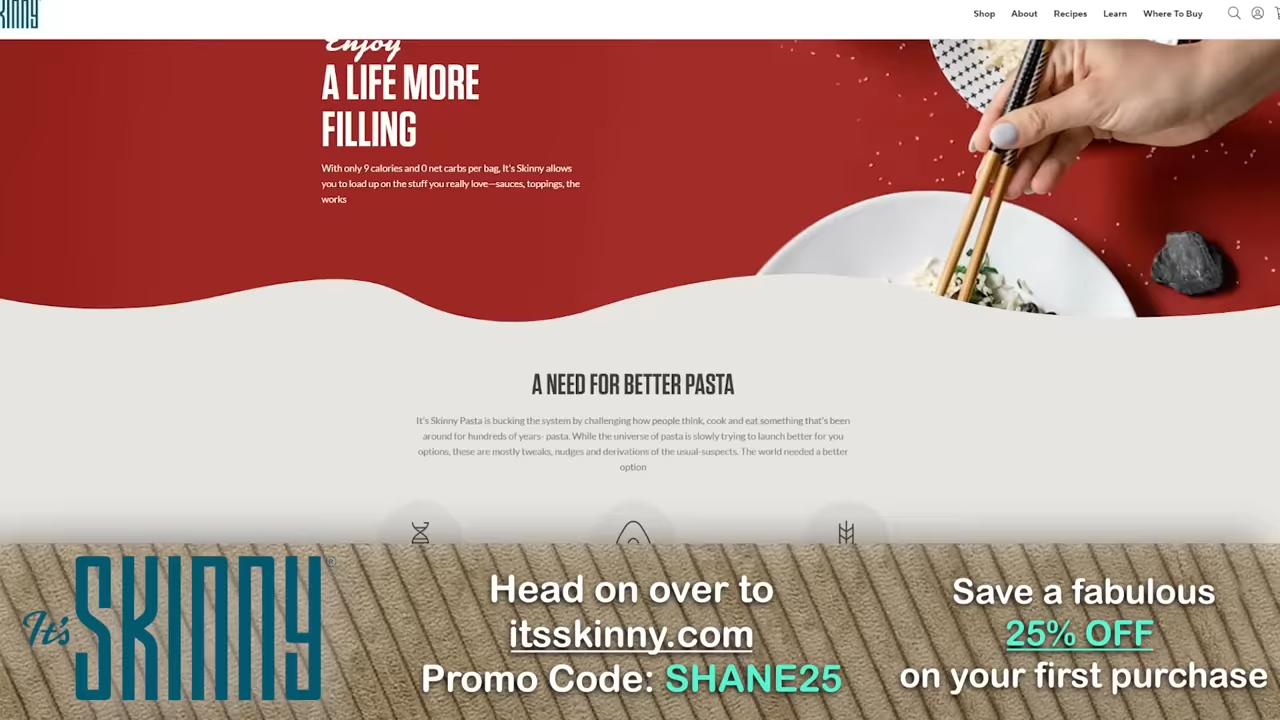 SKINNY
Shop About Recipes Learn Where To Buy
Enjoy
A LIFE MORE
FILLING
With only 9 calories and 0 net carbs per bag, It's Skinny allows
you to load up on the stuff you really love—sauces, toppings, the
works
A NEED FOR BETTER PASTA
It's Skinny Pasta is bucking the system by challenging how people think, cook and eat something that's been
around for hundreds of years- pasta. While the universe of pasta is slowly trying to launch better for you
options, these are mostly tweaks, nudges and derivations of the usual-suspects. The world needed a better
option
It's SKINNY®
Head on over to
itsskinny.com
Promo Code: SHANE25
Save a fabulous
25% OFF
on your first purchase